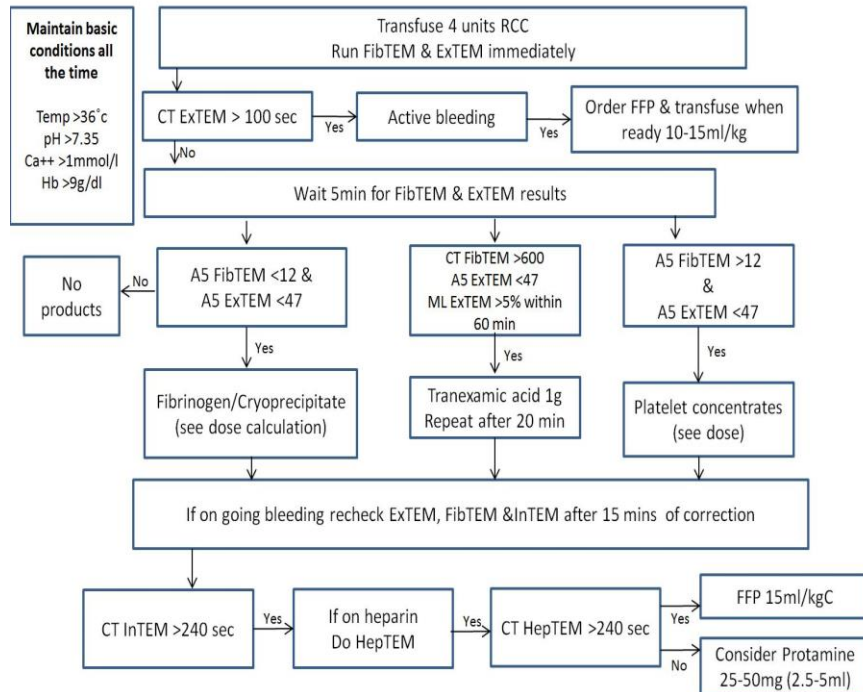 Maintain basic
conditions all
the time
Temp >36˚c
pH >7.35
Ca++ >1mmol/l
Hb >9g/dl
Transfuse 4 units RCC
Run FibTEM & ExTEM immediately
CT ExTEM > 100 sec
Yes
Active bleeding
Yes
Order FFP & transfuse when
ready 10-15ml/kg
No
Wait 5min for FibTEM & ExTEM results
No
products
No
A5 FibTEM <12 &
A5 ExTEM <47
CT FibTEM >600
A5 ExTEM <47
ML ExTEM >5% within
60 min
A5 FibTEM >12
&
A5 ExTEM <47
Yes
Yes
Yes
Fibrinogen/Cryoprecipitate
(see dose calculation)
Tranexamic acid 1g
Repeat after 20 min
Platelet concentrates
(see dose)
If on going bleeding recheck ExTEM, FibTEM &InTEM after 15 mins of correction
CT InTEM >240 sec
Yes
If on heparin
Do HepTEM
Yes
CT HepTEM >240 sec
Yes
FFP 15ml/kgC
No
Consider Protamine
25-50mg (2.5-5ml)